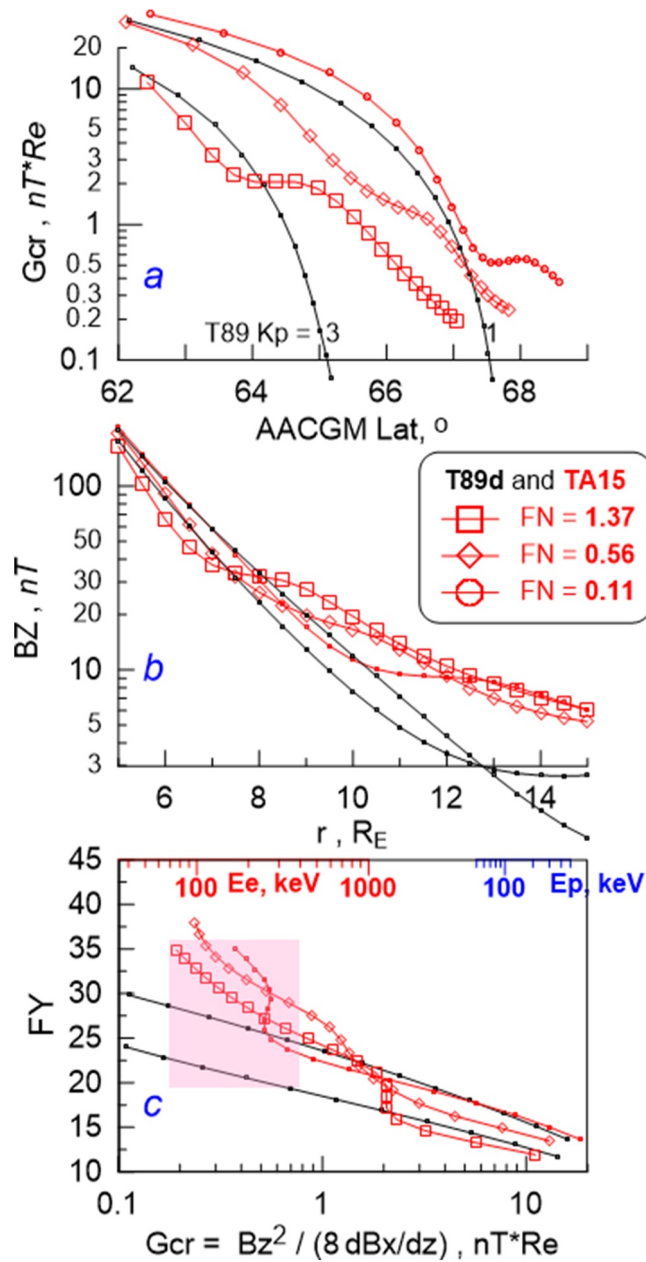 20
10
5
2
1
0.5
0.2
0.1
Gcr , nT*Re
a
T89 Kp = 3
1
62 64 66 68
AACGM Lat, o
100
50
30
20
10
5
3
BZ , nT
b
T89d and TA15
FN = 1.37
FN = 0.56
FN = 0.11
6 8 10 12 14
r , RE
45
40
35
30
25
20
15
10
FY
100 Ee, keV 1000 100 Ep, keV
c
0.1 1 10
Gcr = Bz2 / (8 dBx/dz) , nT*Re